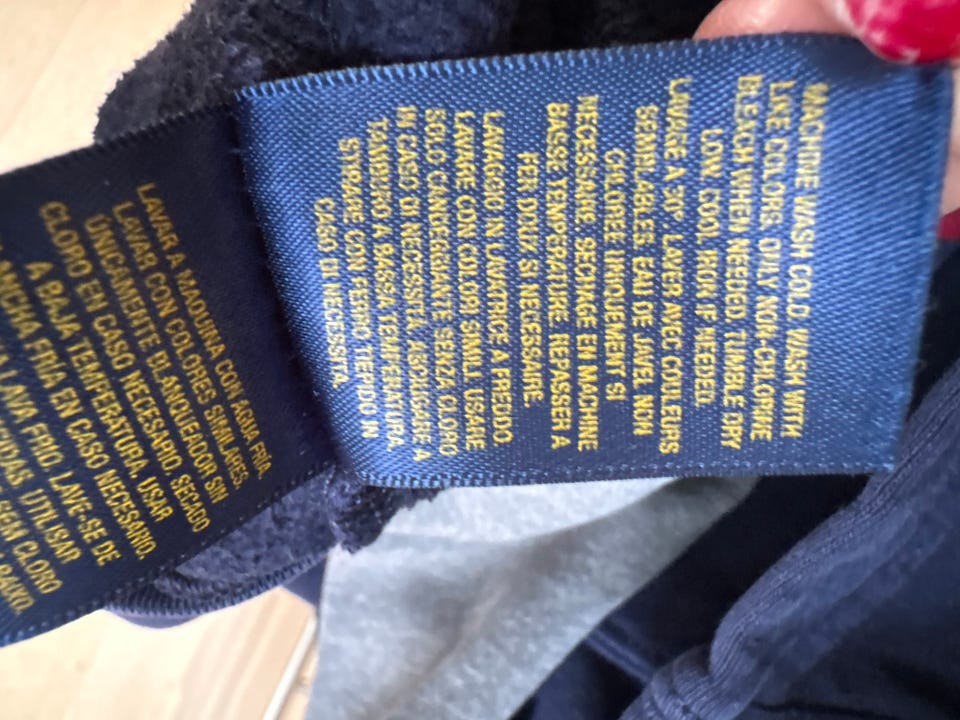 MACHINE WASH COLD. WASH WITH
LIKE COLORS. ONLY NON-CHLORINE
BLEACH WHEN NEEDED. TUMBLE DRY
LOW. COOL IRON IF NEEDED.
LAVABLE A 30°. LAVER AVEC COULEURS
SEMBLABLES. EAU DE JAVEL NON
CHLOREE UNIQUEMENT SI
NECESSAIRE. SECHAGE EN MACHINE
BASSE TEMPERATURE. REPASSER A
FER DOUX SI NECESSAIRE.
LAVAGGIO IN LAVATRICE A FREDDO.
LAVARE CON COLORI SIMILI. USARE
SOLO CANDEGGIANTE SENZA CLORO
IN CASO DI NECESSITA. ASCIUGARE A
TAMBURO A BASSA TEMPERATURA.
STIRARE CON FERRO TIEPIDO IN
CASO DI NECESSITA.
LAVAR A MAQUINA CON AGUA FRIA.
LAVAR CON COLORES SIMILARES.
UNICAMENTE BLANQUEADOR SIN
CLORO EN CASO NECESARIO. SECADO
A BAJA TEMPERATURA. USAR
PLANCHA FRIA EN CASO NECESARIO.
LAVA FRIO. LAVE-SE DE
UTILISAR
SEM CLORO
BAIXO.